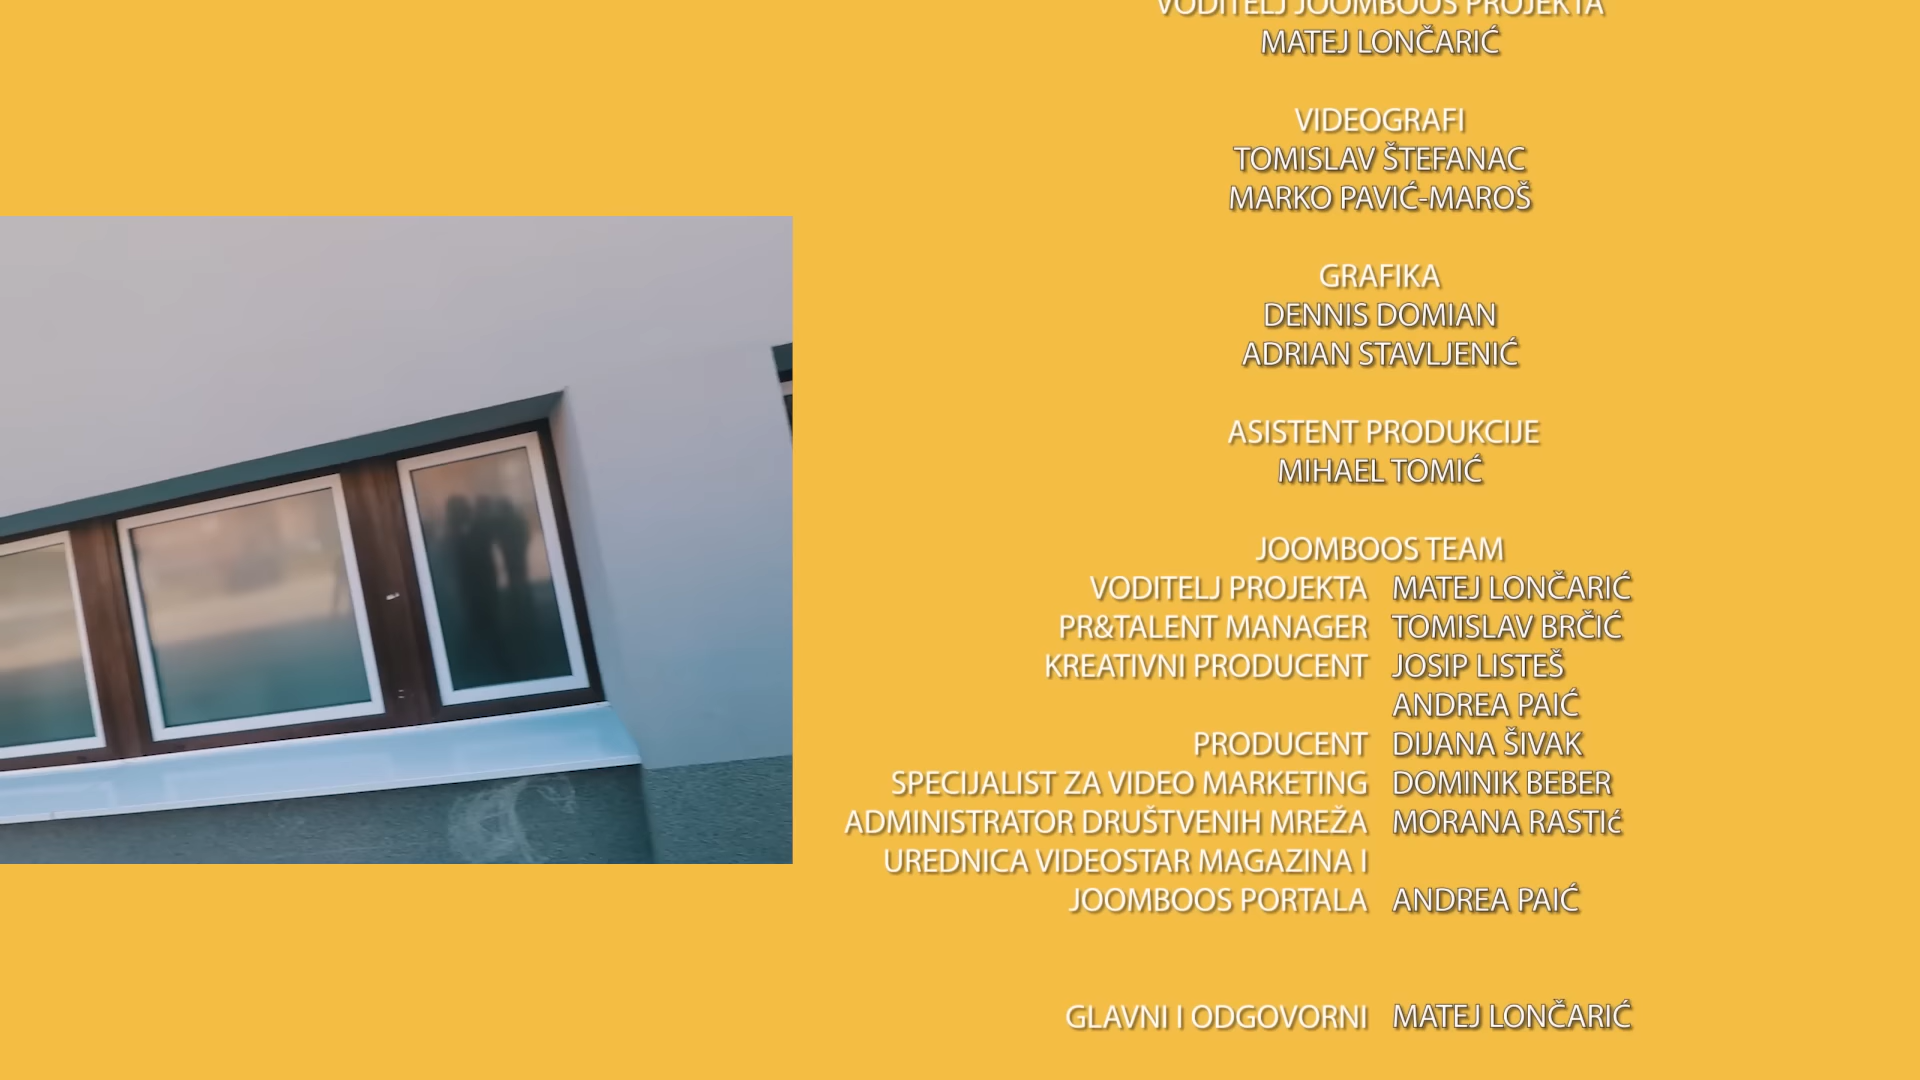 VODITELJ JOOMBOOS PROJEKTA
MATEJ LONČARIĆ
VIDEOGRAFI
TOMISLAV ŠTEFANAC
MARKO PAVIĆ-MAROŠ
GRAFIKA
DENNIS DOMIAN
ADRIAN STAVLJENIĆ
ASISTENT PRODUKCIJE
MIHAEL TOMIĆ
JOOMBOOS TEAM
VODITELJ PROJEKTA MATEJ LONČARIĆ
PR&TALENT MANAGER TOMISLAV BRČIĆ
KREATIVNI PRODUCENT JOSIP LISTEŠ
ANDREA PAIĆ
PRODUCENT DIJANA ŠIVAK
SPECIJALIST ZA VIDEO MARKETING DOMINIK BEBER
ADMINISTRATOR DRUŠTVENIH MREŽA MORANA RASTIć
UREDNICA VIDEOSTAR MAGAZINA I
JOOMBOOS PORTALA ANDREA PAIĆ
GLAVNI I ODGOVORNI MATEJ LONČARIĆ